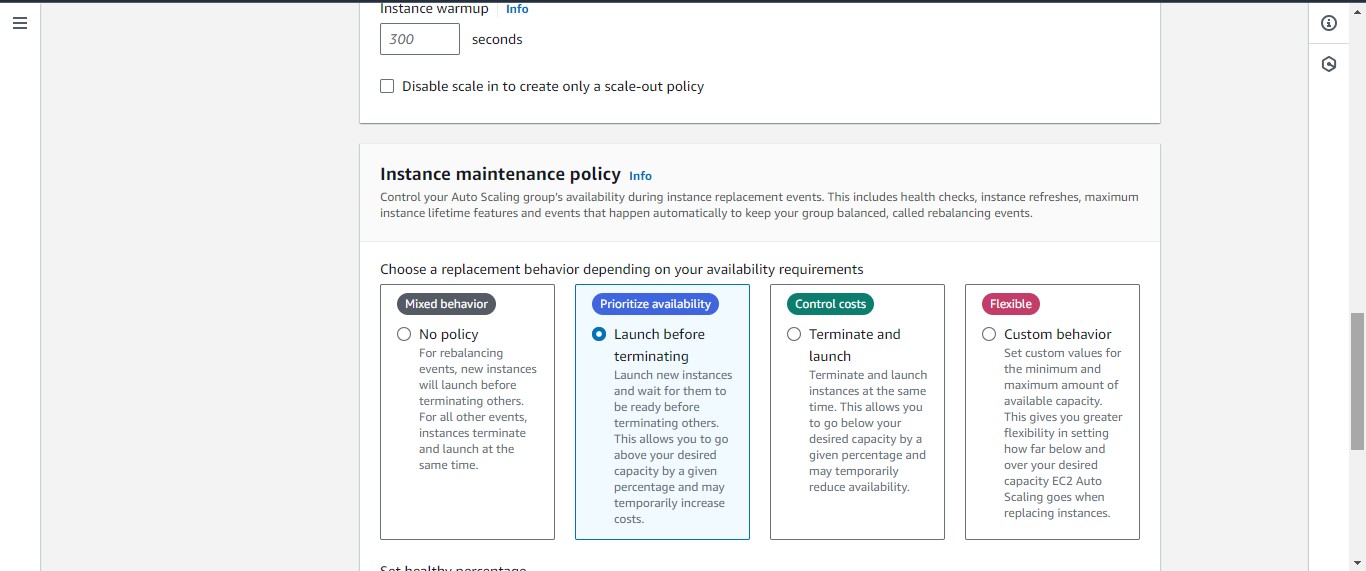 Instance warmup Info
300 seconds
Disable scale in to create only a scale-out policy
Instance maintenance policy Info
Control your Auto Scaling group's availability during instance replacement events. This includes health checks, instance refreshes, maximum
instance lifetime features and events that happen automatically to keep your group balanced, called rebalancing events.
Choose a replacement behavior depending on your availability requirements
Mixed behavior
No policy
For rebalancing
events, new instances
will launch before
terminating others.
For all other events,
instances terminate
and launch at the
same time.
Prioritize availability
Launch before
terminating
Launch new instances
and wait for them to
be ready before
terminating others.
This allows you to go
above your desired
capacity by a given
percentage and may
temporarily increase
costs.
Control costs
Terminate and
launch
Terminate and launch
instances at the same
time. This allows you
to go below your
desired capacity by a
given percentage and
may temporarily
reduce availability.
Flexible
Custom behavior
Set custom values for
the minimum and
maximum amount of
available capacity.
This gives you greater
flexibility in setting
how far below and
over your desired
capacity EC2 Auto
Scaling goes when
replacing instances.
Set healthy percentage